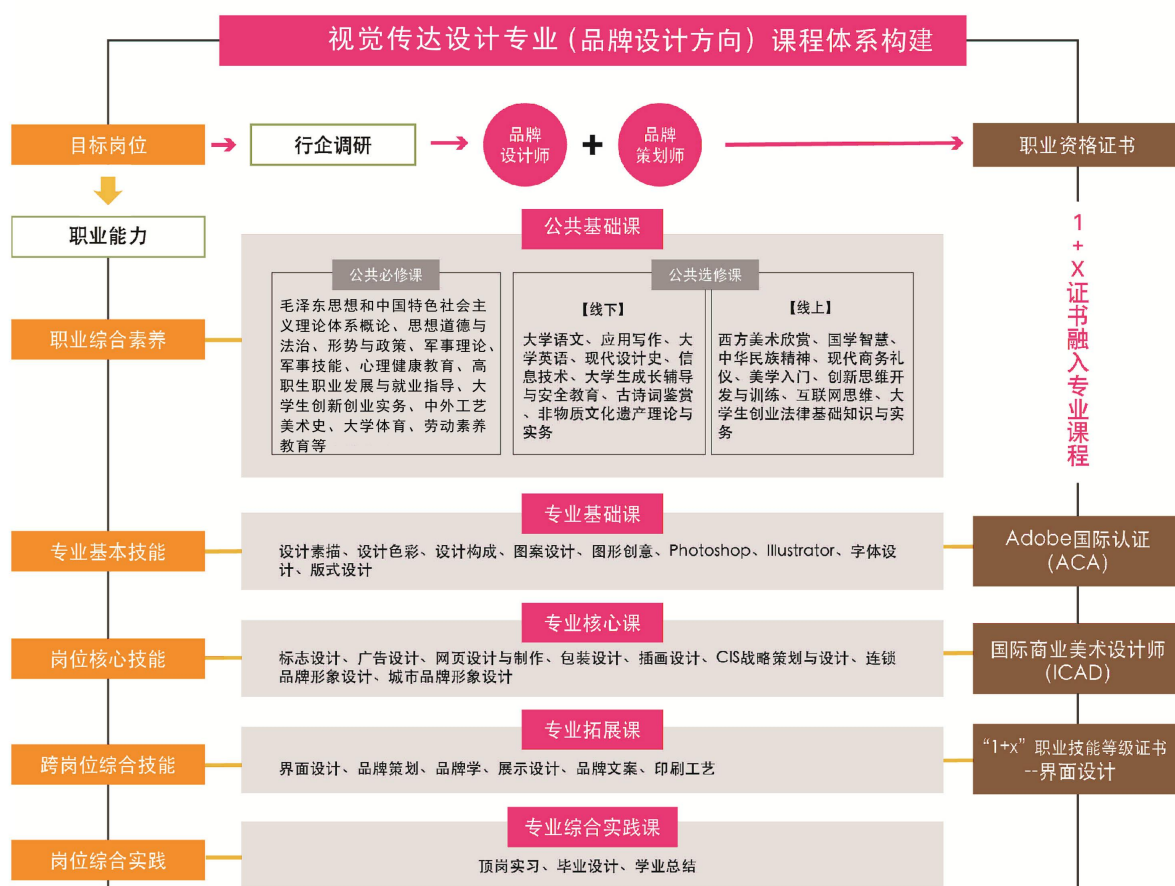 视觉传达设计专业(品牌设计方向)课程体系构建
目标岗位
行企调研
品牌
设计师
+
品牌
策划师
职业资格证书
职业能力
1+X证书融入专业课程
公共基础课
职业综合素养
公共必修课
毛泽东思想和中国特色社会主
义理论体系概论、思想道德与
法治、形势与政策、军事理论、
军事技能、心理健康教育、高
职生职业发展与就业指导、大
学生创新创业实务、中外工艺
美术史、大学体育、劳动素养
教育等
公共选修课
【线下】
大学语文、应用写作、大
学英语、现代设计史、信
息技术、大学生成长辅导
与安全教育、古诗词鉴赏
、非物质文化遗产理论与
实务
【线上】
西方美术欣赏、国学智慧、
中华民族精神、现代商务礼
仪、美学入门、创新思维开
发与训练、互联网思维、大
学生创业法律基础知识与实
务
专业基础课
专业基本技能
设计素描、设计色彩、设计构成、图案设计、图形创意、Photoshop、Illustrator、字体设
计、版式设计
Adobe国际认证
(ACA)
专业核心课
岗位核心技能
标志设计、广告设计、网页设计与制作、包装设计、插画设计、CIS战略策划与设计、连锁
品牌形象设计、城市品牌形象设计
国际商业美术设计师
(ICAD)
专业拓展课
跨岗位综合技能
界面设计、品牌策划、品牌学、展示设计、品牌文案、印刷工艺
“1+x”职业技能等级证书
--界面设计
专业综合实践课
岗位综合实践
顶岗实习、毕业设计、学业总结